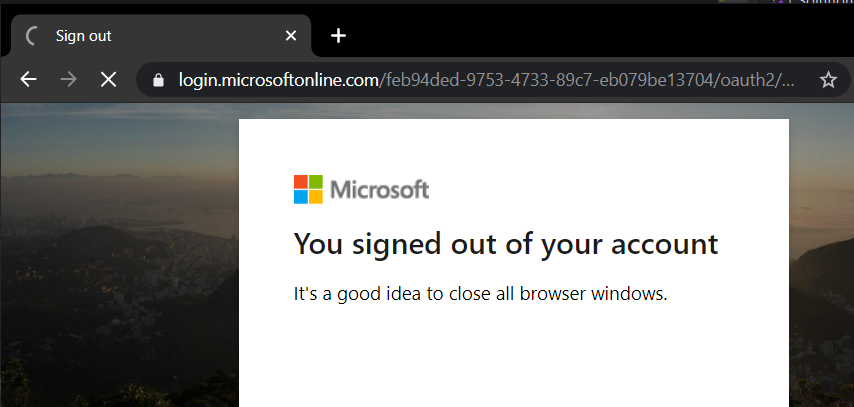 Sign out
login.microsoftonline.com/feb94ded-9753-4733-89c7-eb079be13704/oauth2/...
Microsoft
You signed out of your account
It's a good idea to close all browser windows.